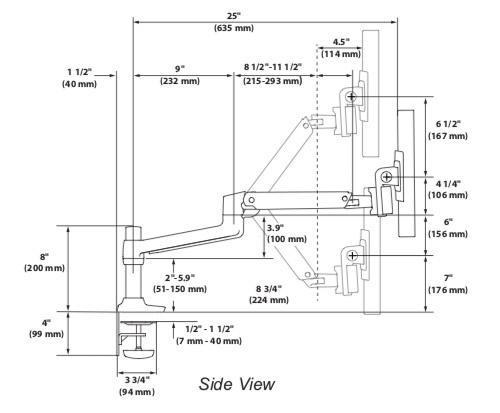 25"
(635 mm)
4.5"
(114 mm)
1 1/2"
(40 mm)
9"
(232 mm)
8 1/2"-11 1/2"
(215-293 mm)
6 1/2"
(167 mm)
4 1/4"
(106 mm)
3.9"
(100 mm)
6"
(156 mm)
8"
(200 mm)
2"-5.9"
(51-150 mm)
8 3/4"
(224 mm)
7"
(176 mm)
4"
(99 mm)
1/2" - 1 1/2"
(7 mm - 40 mm)
3 3/4"
(94 mm)
Side View